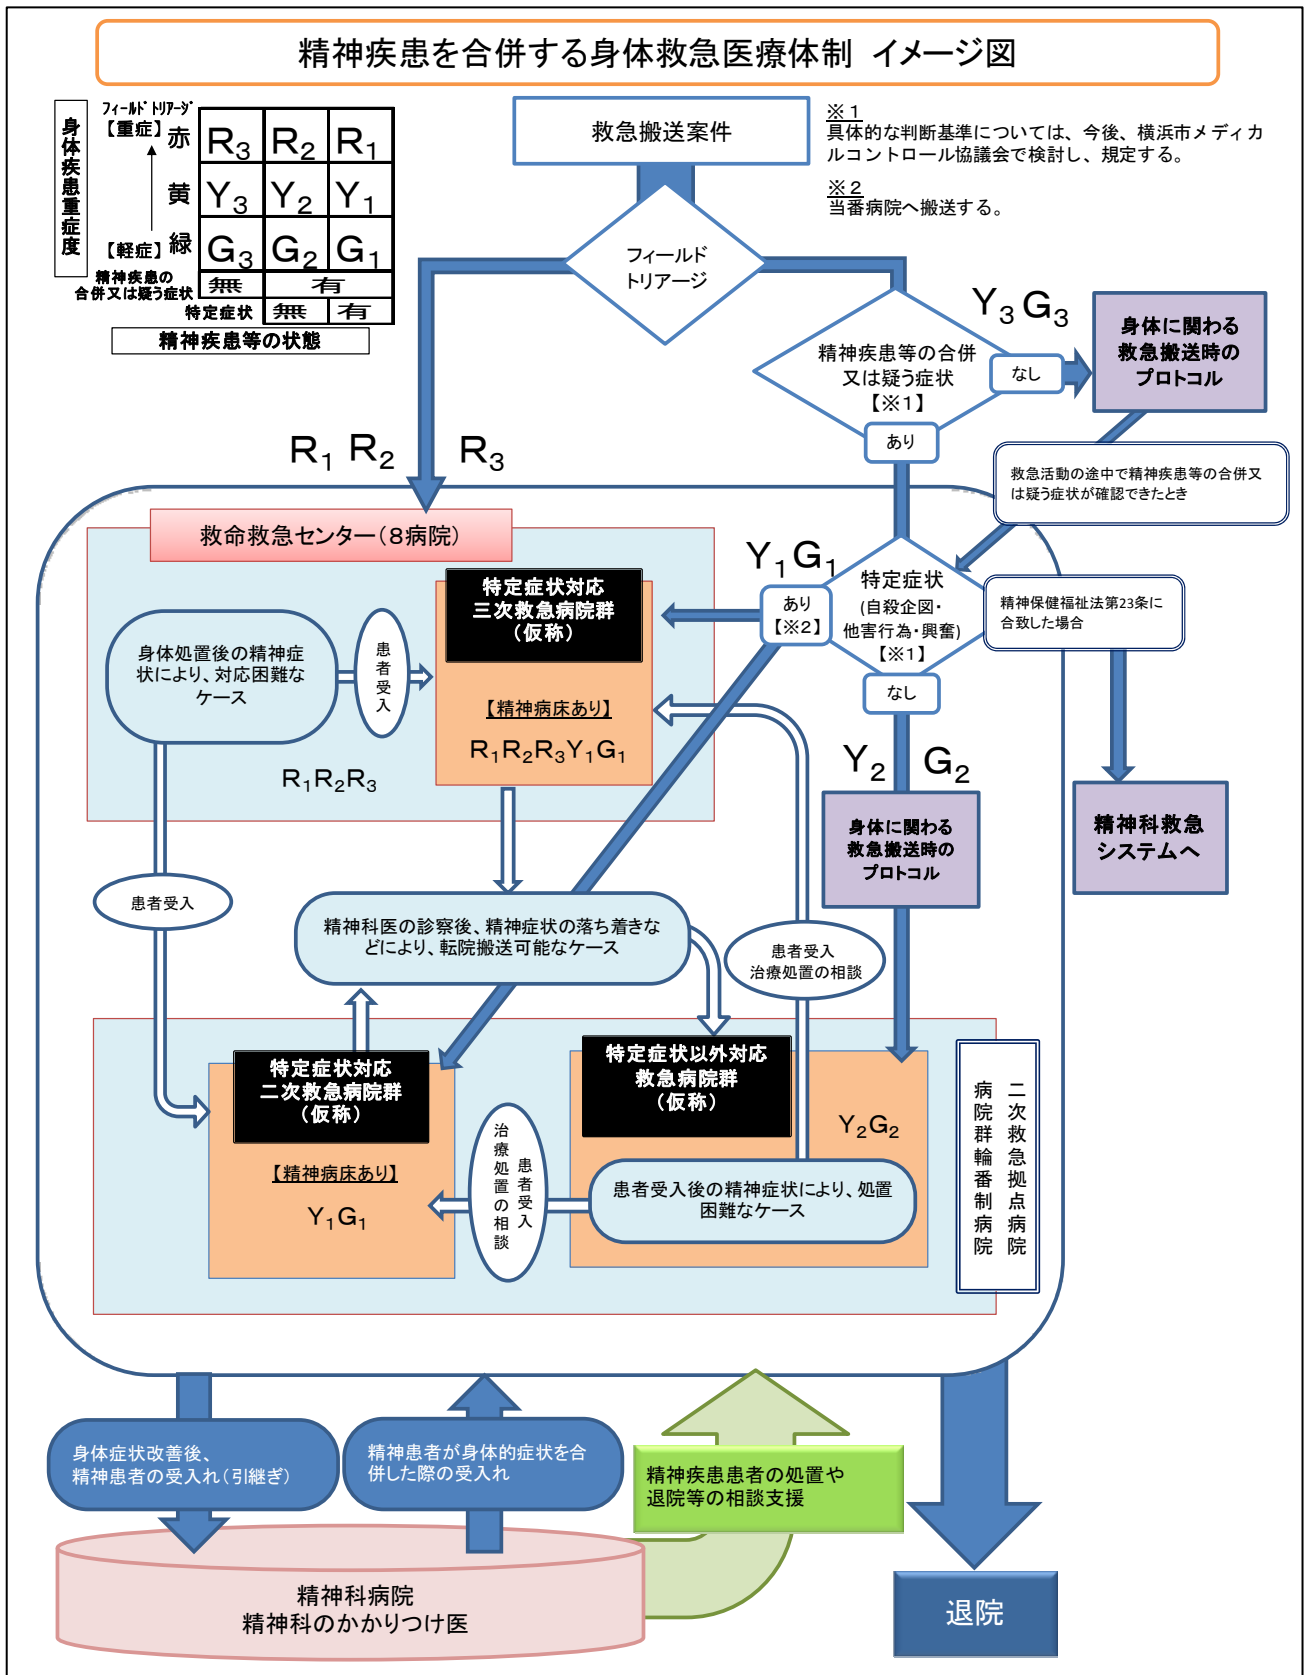 精神疾患を合併する身体救急医療体制 イメージ図
身体疾患重症度
フィールドトリアージ
【重症】
赤
R3
R2
R1
黄
Y3
Y2
Y1
【軽症】
緑
G3
G2
G1
精神疾患の
合併又は疑う症状
無
有
特定症状
無
有
精神疾患等の状態
救急搬送案件
※1
具体的な判断基準については、今後、横浜市メディカ
ルコントロール協議会で検討し、規定する。
※2
当番病院へ搬送する。
フィールド
トリアージ
精神疾患等の合併
又は疑う症状
【※1】
なし
あり
Y3 G3
身体に関わる
救急搬送時の
プロトコル
救急活動の途中で精神疾患等の合併又
は疑う症状が確認できたとき
R1 R2
R3
救命救急センター(8病院)
特定症状対応
三次救急病院群
(仮称)
【精神病床あり】
R1R2R3Y1G1
身体処置後の精神症
状により、対応困難な
ケース
患者受入
R1R2R3
Y1G1
あり
【※2】
特定症状
(自殺企図・
他害行為・興奮)
【※1】
なし
精神保健福祉法第23条に
合致した場合
Y2
G2
身体に関わる
救急搬送時の
プロトコル
精神科救急
システムへ
患者受入
精神科医の診察後、精神症状の落ち着きな
どにより、転院搬送可能なケース
患者受入
治療処置の相談
特定症状対応
二次救急病院群
(仮称)
【精神病床あり】
Y1G1
患者受入
治療処置の相談
特定症状以外対応
救急病院群
(仮称)
Y2G2
患者受入後の精神症状により、処置
困難なケース
二次救急拠点病院
病院群輪番制病院
身体症状改善後、
精神患者の受入れ(引継ぎ)
精神患者が身体的症状を合
併した際の受入れ
精神疾患患者の処置や
退院等の相談支援
精神科病院
精神科のかかりつけ医
退院